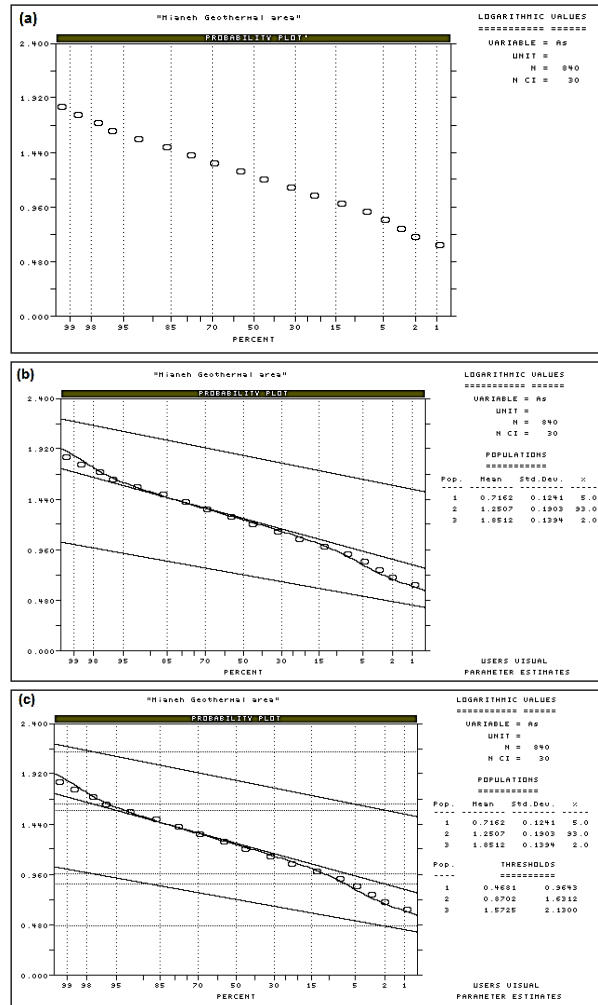 (a)
"Mianeh Geothermal area"
PROBABILITY PLOT"
LOGARITHMIC VALUES
=========== ======
VARIABLE = As
UNIT =
N = 840
N CI = 30
2.400
1.920
1.440
0.960
0.480
0.000
99 98 95 85 70 50 30 15 5 2 1
PERCENT
(b)
"Mianeh Geothermal area"
PROBABILITY PLOT
LOGARITHMIC VALUES
=========== ======
VARIABLE = As
UNIT =
N = 840
N CI = 30
POPULATIONS
===========
Pop. Mean Std.Dev. %
---- ------ -------- ----
1 0.7162 0.1241 5.0
2 1.2507 0.1903 93.0
3 1.8512 0.1394 2.0
2.400
1.920
1.440
0.960
0.480
0.000
99 98 95 85 70 50 30 15 5 2 1
PERCENT
USERS VISUAL
PARAMETER ESTIMATES
(c)
"Mianeh Geothermal area"
PROBABILITY PLOT
LOGARITHMIC VALUES
=========== ======
VARIABLE = As
UNIT =
N = 840
N CI = 30
POPULATIONS
===========
Pop. Mean Std.Dev. %
---- ------ -------- ----
1 0.7162 0.1241 5.0
2 1.2507 0.1903 93.0
3 1.8512 0.1394 2.0
Pop. THRESHOLDS
---- ==========
1 0.4681 0.9643
2 0.8702 1.6312
3 1.5725 2.1300
2.400
1.920
1.440
0.960
0.480
0.000
99 98 95 85 70 50 30 15 5 2 1
PERCENT
USERS VISUAL
PARAMETER ESTIMATES